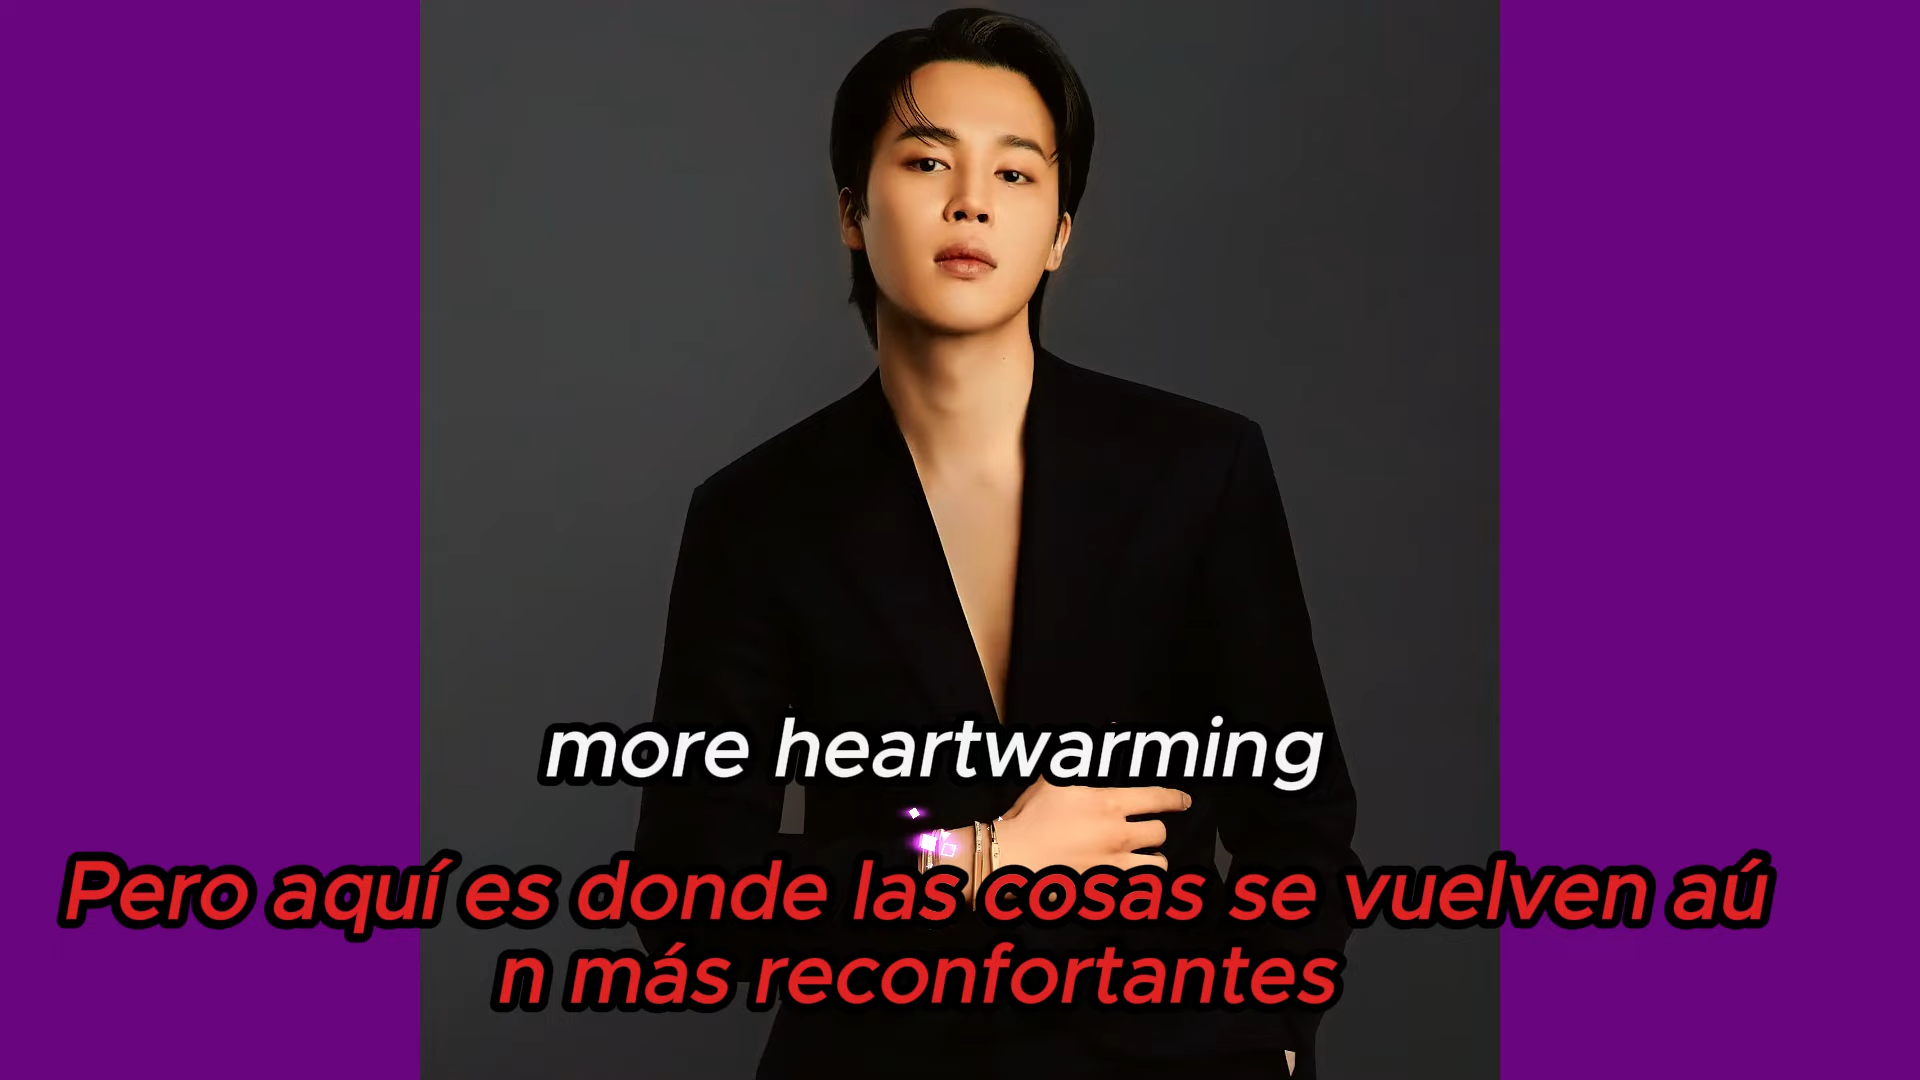 more heartwarming
Pero aquí es donde las cosas se vuelven aú
n más reconfortantes